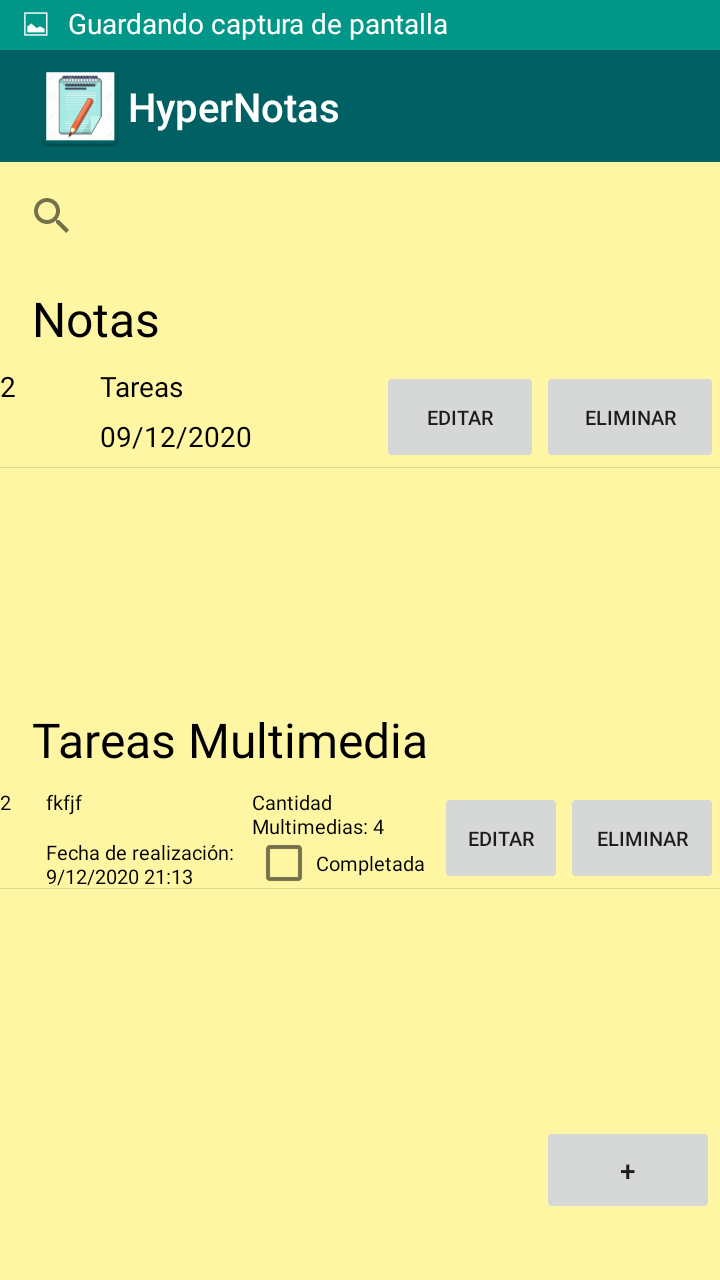 Guardando captura de pantalla
HyperNotas
Notas
2 Tareas
09/12/2020
EDITAR ELIMINAR
Tareas Multimedia
2 fkfjf
Fecha de realización:
9/12/2020 21:13
Cantidad
Multimedias: 4
Completada
EDITAR ELIMINAR
+